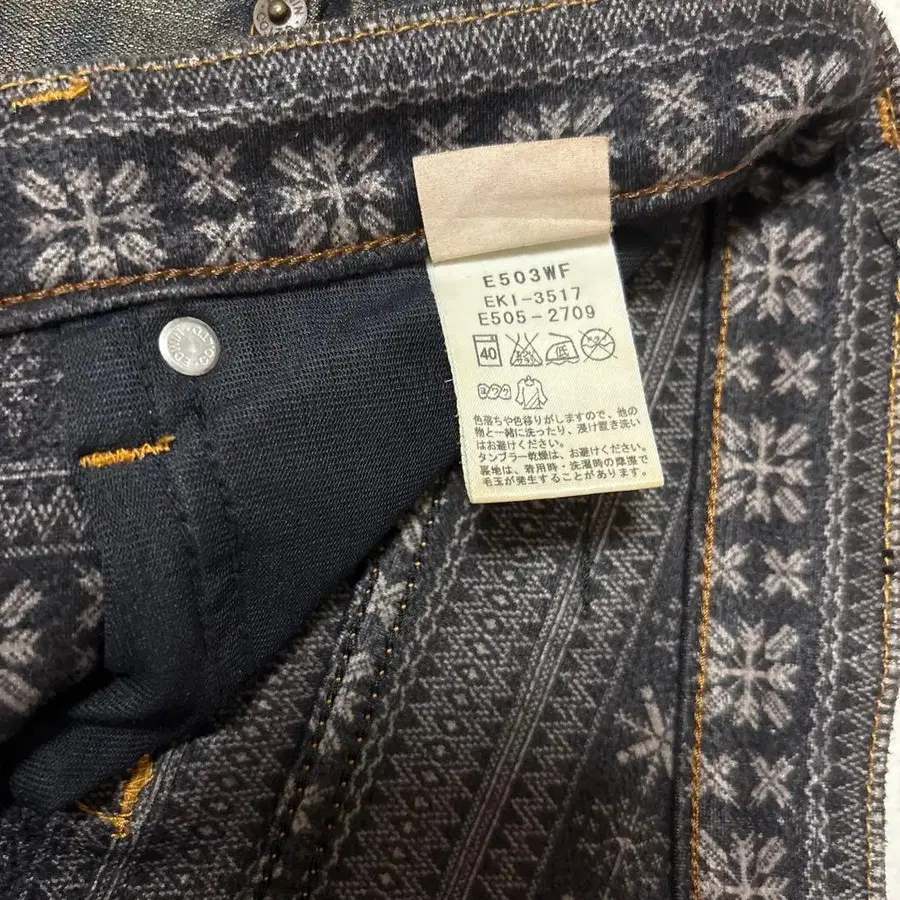 E503WF
EKI-3517
E505-2709
40
低
色落ちや色移りがしますので、他の
物と一緒に洗ったり、浸け置き洗い
はお避けください。
タンブラー乾燥は、お避けください。
裏地は、着用時・洗濯時の摩擦で
毛玉が発生することがあります。